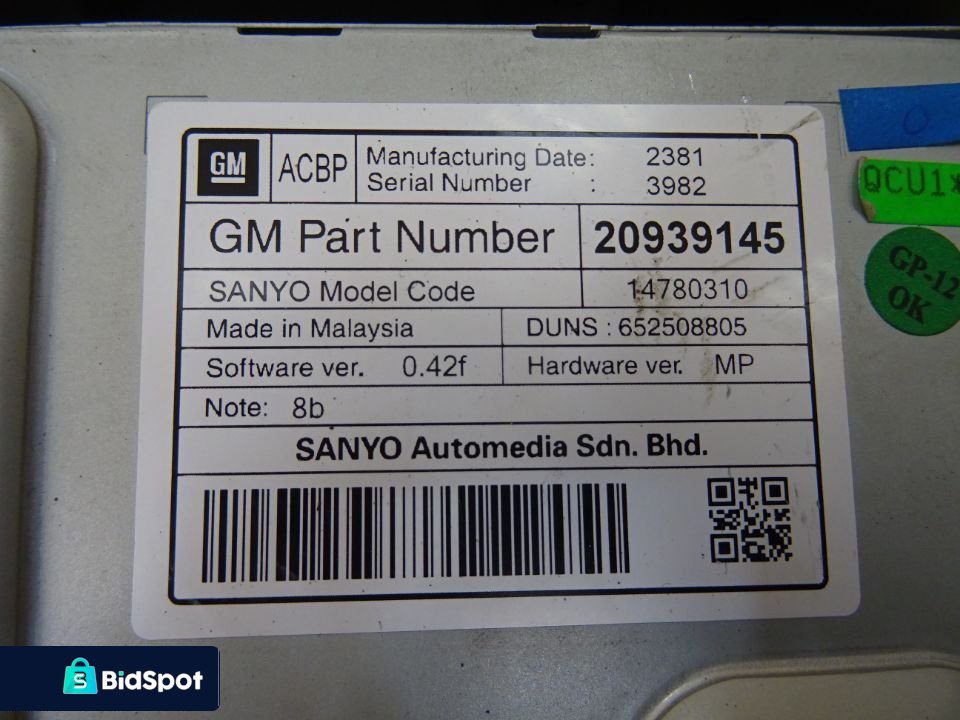 GM ACBP Manufacturing Date: 2381
Serial Number : 3982
GM Part Number 20939145
SANYO Model Code 14780310
Made in Malaysia DUNS : 652508805
Software ver. 0.42f Hardware ver. MP
Note: 8b
SANYO Automedia Sdn. Bhd.
QCU1*
GP-12
OK
BidSpot